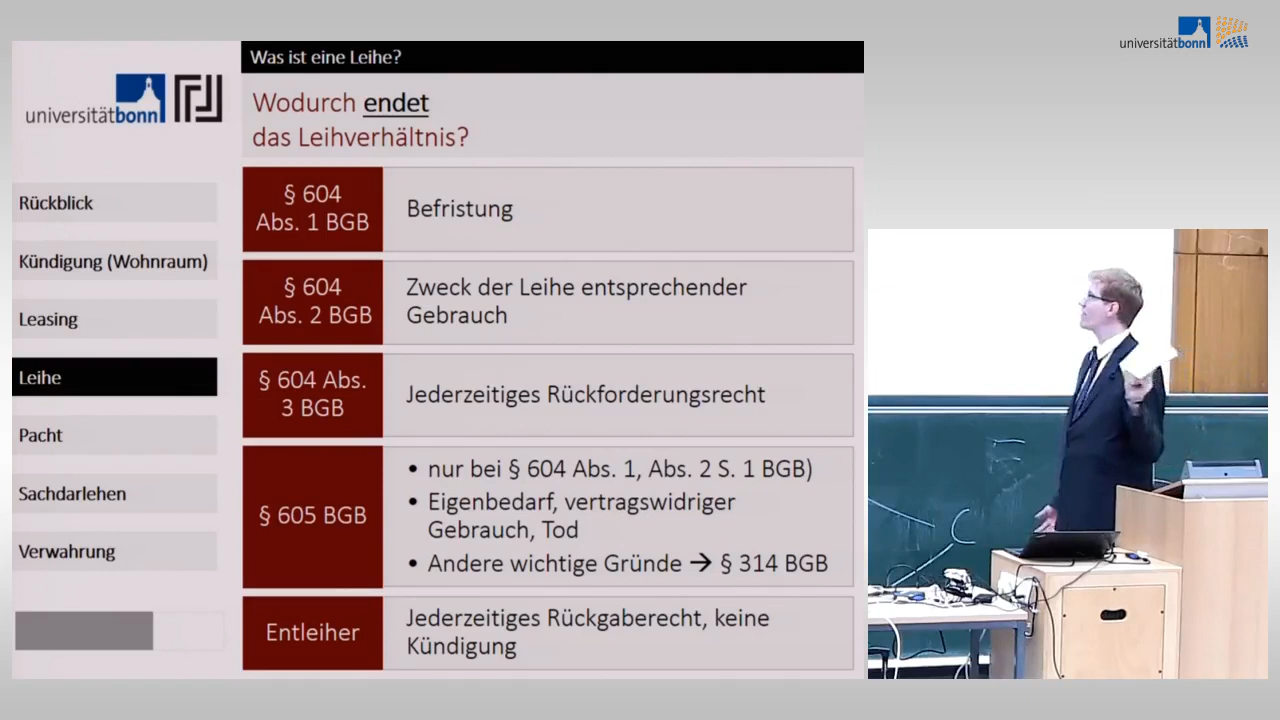 universitätbonn
Was ist eine Leihe?
universitätbonn
Wodurch endet
das Leihverhältnis?
Rückblick
Kündigung (Wohnraum)
Leasing
Leihe
Pacht
Sachdarlehen
Verwahrung
§ 604
Abs. 1 BGB
Befristung
§ 604
Abs. 2 BGB
Zweck der Leihe entsprechender
Gebrauch
§ 604 Abs.
3 BGB
Jederzeitiges Rückforderungsrecht
§ 605 BGB
• nur bei § 604 Abs. 1, Abs. 2 S. 1 BGB)
• Eigenbedarf, vertragswidriger
Gebrauch, Tod
• Andere wichtige Gründe → § 314 BGB
Entleiher
Jederzeitiges Rückgaberecht, keine
Kündigung